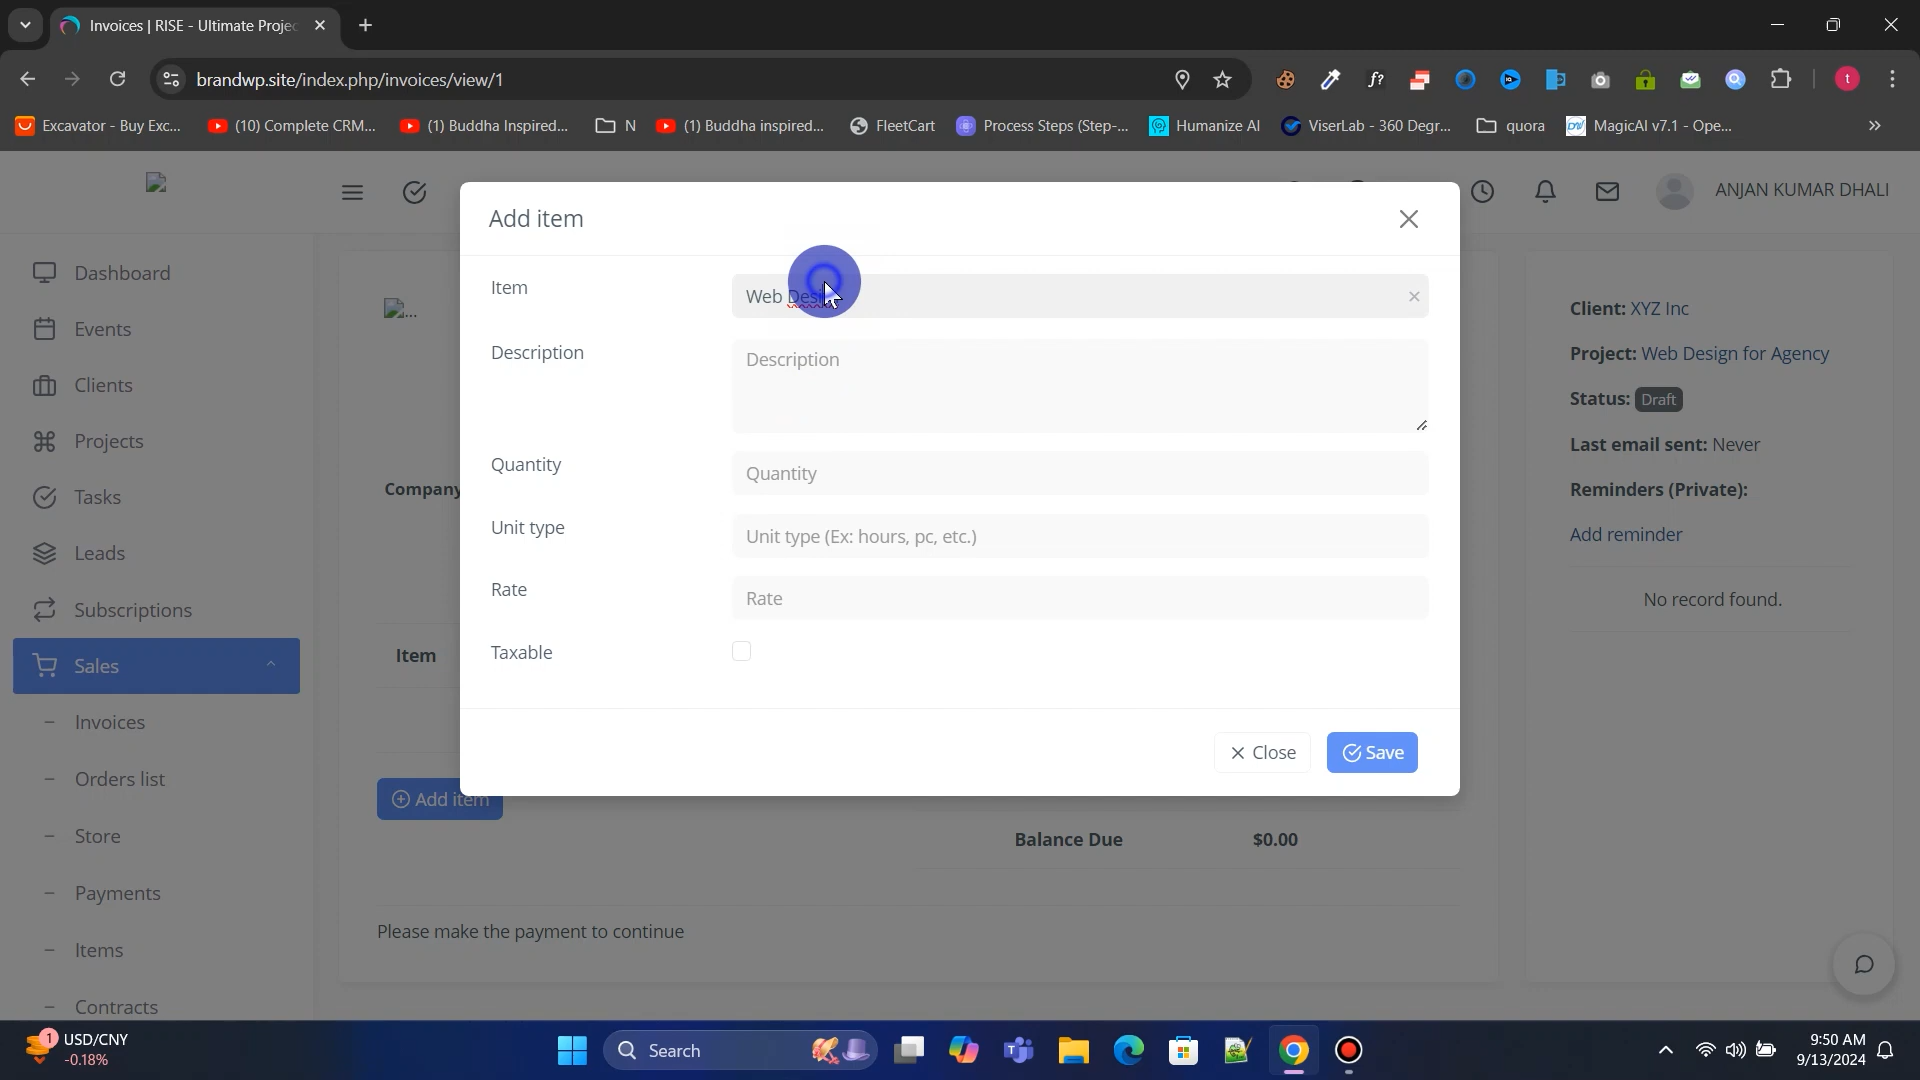 Invoices | RISE - Ultimate Projec
brandwp.site/index.php/invoices/view/1
f?
t
Excavator - Buy Exc...
(10) Complete CRM...
(1) Buddha Inspired...
N
(1) Buddha inspired...
FleetCart
Process Steps (Step-...
Humanize AI
ViserLab - 360 Degr...
quora
MagicAI v7.1 - Ope...
ANJAN KUMAR DHALI
Dashboard
Events
Clients
Projects
Tasks
Leads
Subscriptions
Sales
Invoices
Orders list
Store
Payments
Items
Contracts
Company
Item
Add item
Add item
Item
Web
Description
Description
Quantity
Quantity
Unit type
Unit type (Ex: hours, pc, etc.)
Rate
Rate
Taxable
Close
Save
Balance Due
$0.00
Please make the payment to continue
Client: XYZ Inc
Project: Web Design for Agency
Status: Draft
Last email sent: Never
Reminders (Private):
Add reminder
No record found.
1
USD/CNY
-0.18%
Search
9:50 AM
9/13/2024